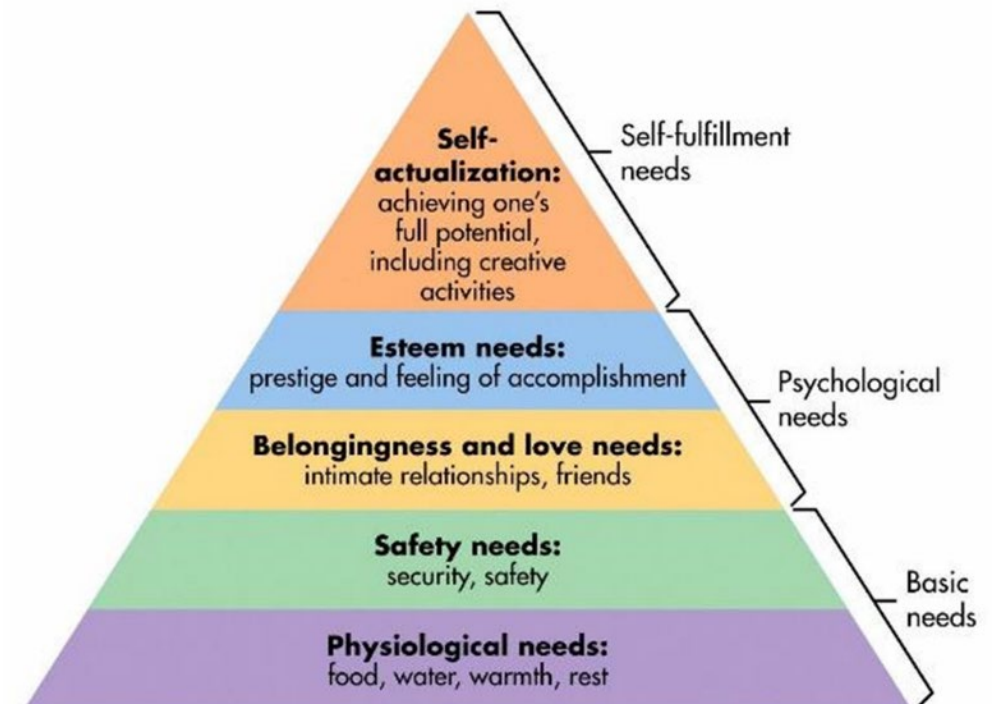 Self-
actualization:
achieving one's
full potential,
including creative
activities
Self-fulfillment
needs
Esteem needs:
prestige and feeling of accomplishment
Psychological
needs
Belongingness and love needs:
intimate relationships, friends
Safety needs:
security, safety
Basic
needs
Physiological needs:
food, water, warmth, rest